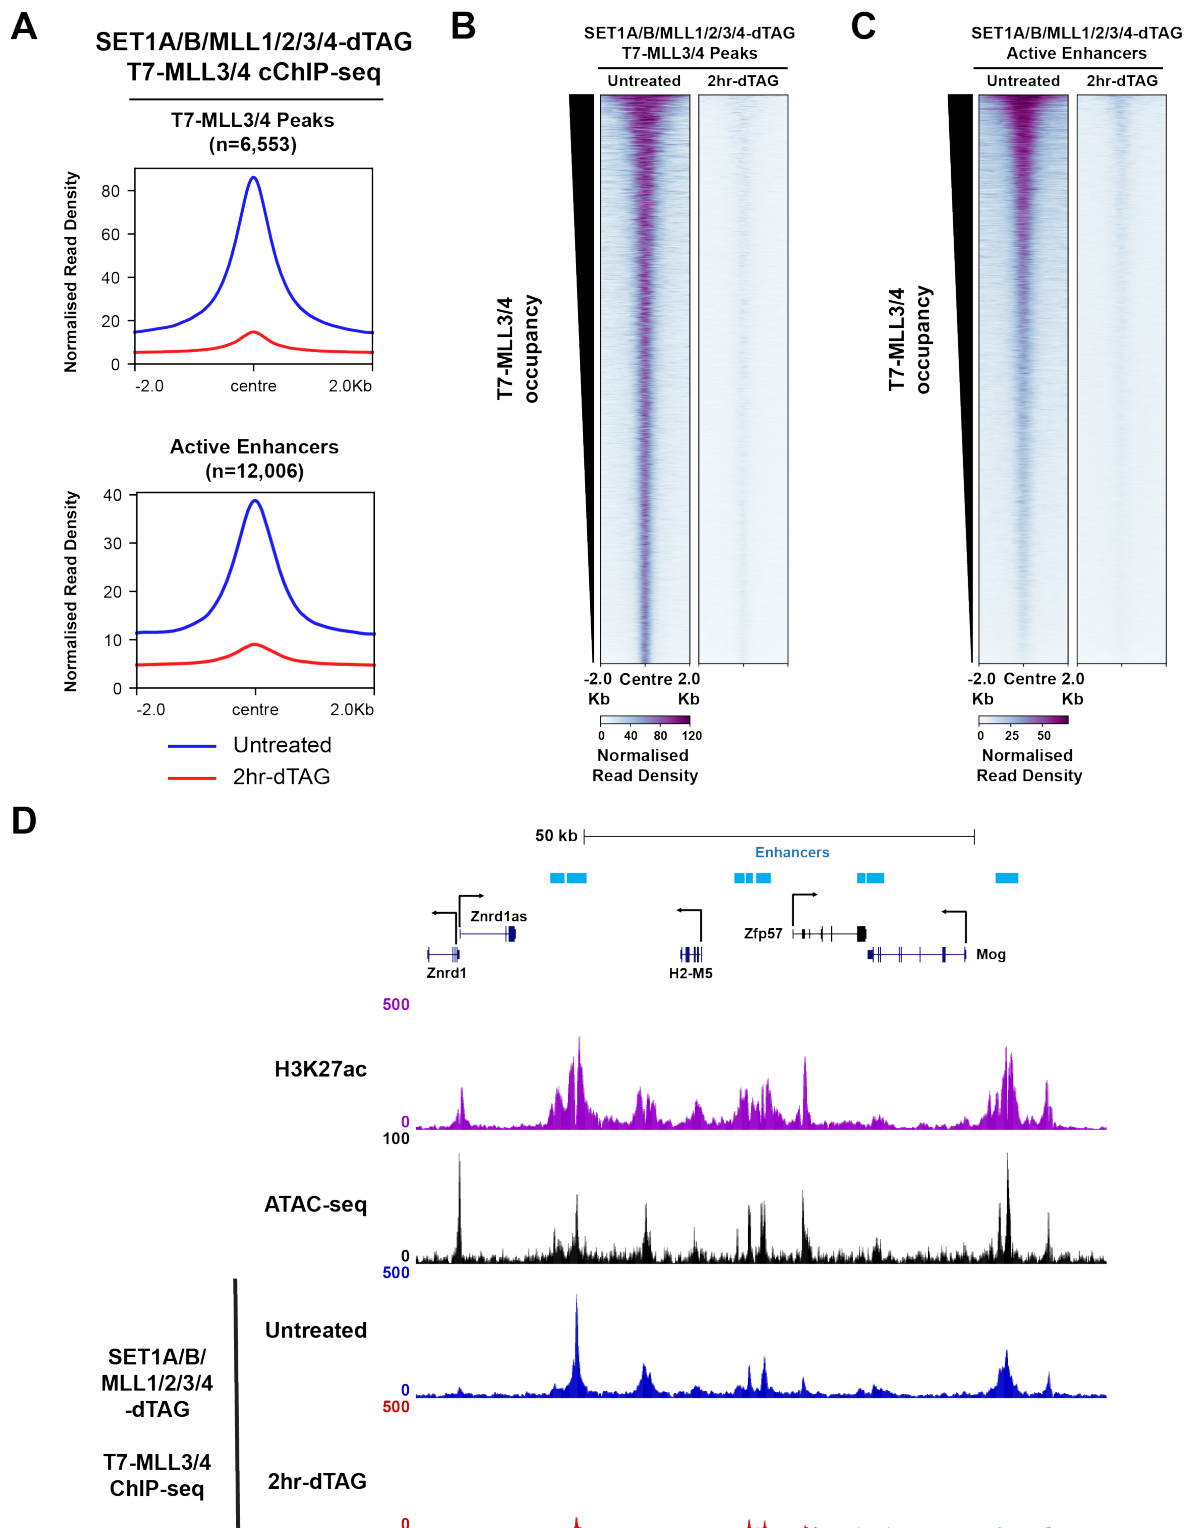 A
SET1A/B/MLL1/2/3/4-dTAG
T7-MLL3/4 cChIP-seq
T7-MLL3/4 Peaks
(n=6,553)
Normalised Read Density
80
60
40
20
0
-2.0
centre
2.0Kb
Active Enhancers
(n=12,006)
Normalised Read Density
40
30
20
10
0
-2.0
centre
2.0Kb
Untreated
2hr-dTAG
B
SET1A/B/MLL1/2/3/4-dTAG
T7-MLL3/4 Peaks
Untreated
2hr-dTAG
T7-MLL3/4
occupancy
-2.0 Centre 2.0
Kb Kb
0 40 80 120
Normalised
Read Density
C
SET1A/B/MLL1/2/3/4-dTAG
Active Enhancers
Untreated
2hr-dTAG
T7-MLL3/4
occupancy
-2.0 Centre 2.0
Kb Kb
0 25 50
Normalised
Read Density
D
50 kb
Enhancers
Znrd1as
Zfp57
Mog
Znrd1
H2-M5
500
H3K27ac
0
100
ATAC-seq
0
500
Untreated
0
500
SET1A/B/
MLL1/2/3/4
-dTAG
T7-MLL3/4
ChIP-seq
2hr-dTAG
0